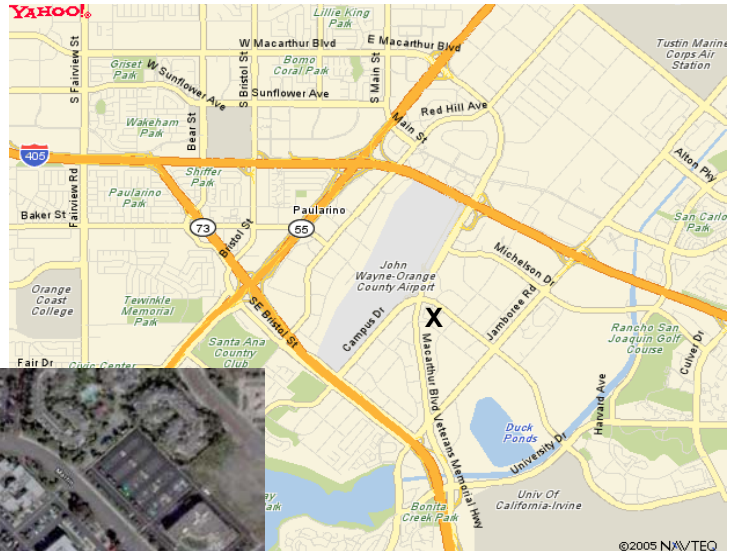 YAHOO!
Lillie King
Park
W Macarthur Blvd
E Macarthur Blvd
Tustin Marine
Corps Air
Station
S Fairview St
Griset
Park
W Sunflower Ave
S Bristol St
Bomo
Coral Park
S Main St
Sunflower Ave
Red Hill Ave
Wakeham
Park
Bear St
Main St
405
Shiffer
Park
Alton Pky
Fairview Rd
Paularino
Park
Paularino
Baker St
73
Bristol St
55
San Carlo
Park
Michelson Dr
John
Wayne-Orange
County Airport
Orange
Coast
College
Tewinkle
Memorial
Park
SE Bristol St
Campus Dr
X
Jamboree Rd
Rancho San
Joaquin Golf
Course
Culver Dr
Santa Ana
Country
Club
Fair Dr
Civic Center
Macarthur Blvd
Veterans Memorial Hwy
Harvard Ave
Duck
Ponds
University Dr
Martin
Park
Bonita
Creek Park
Univ Of
California-Irvine
©2005 NAVTEQ